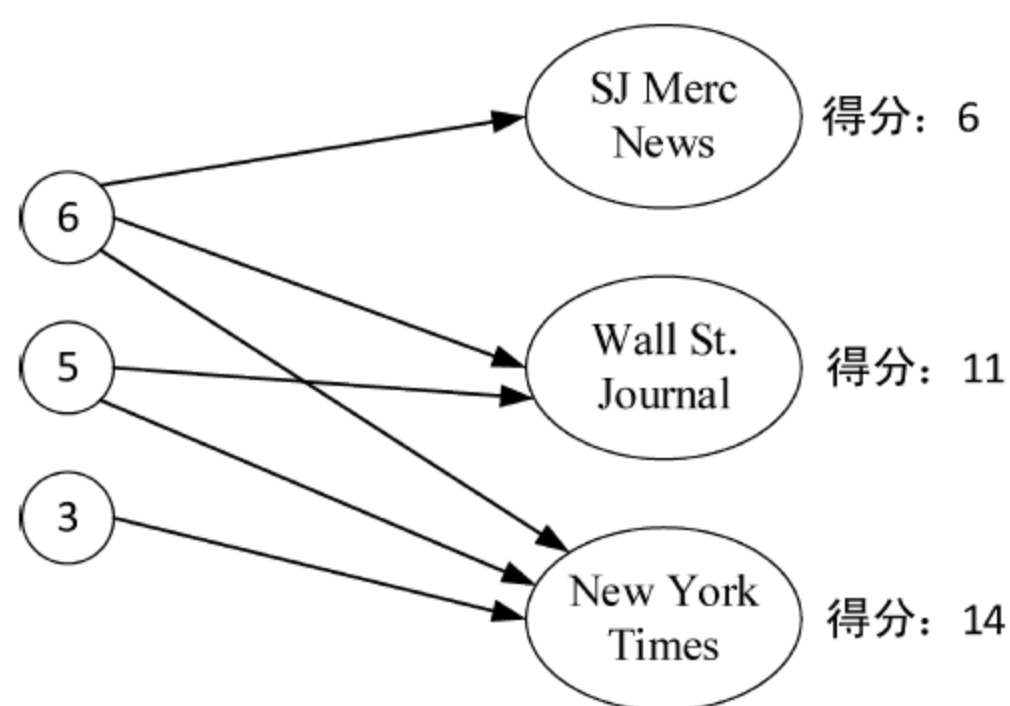 SJ Merc
News
得分：6
6
Wall St.
Journal
得分：11
5
3
New York
Times
得分：14